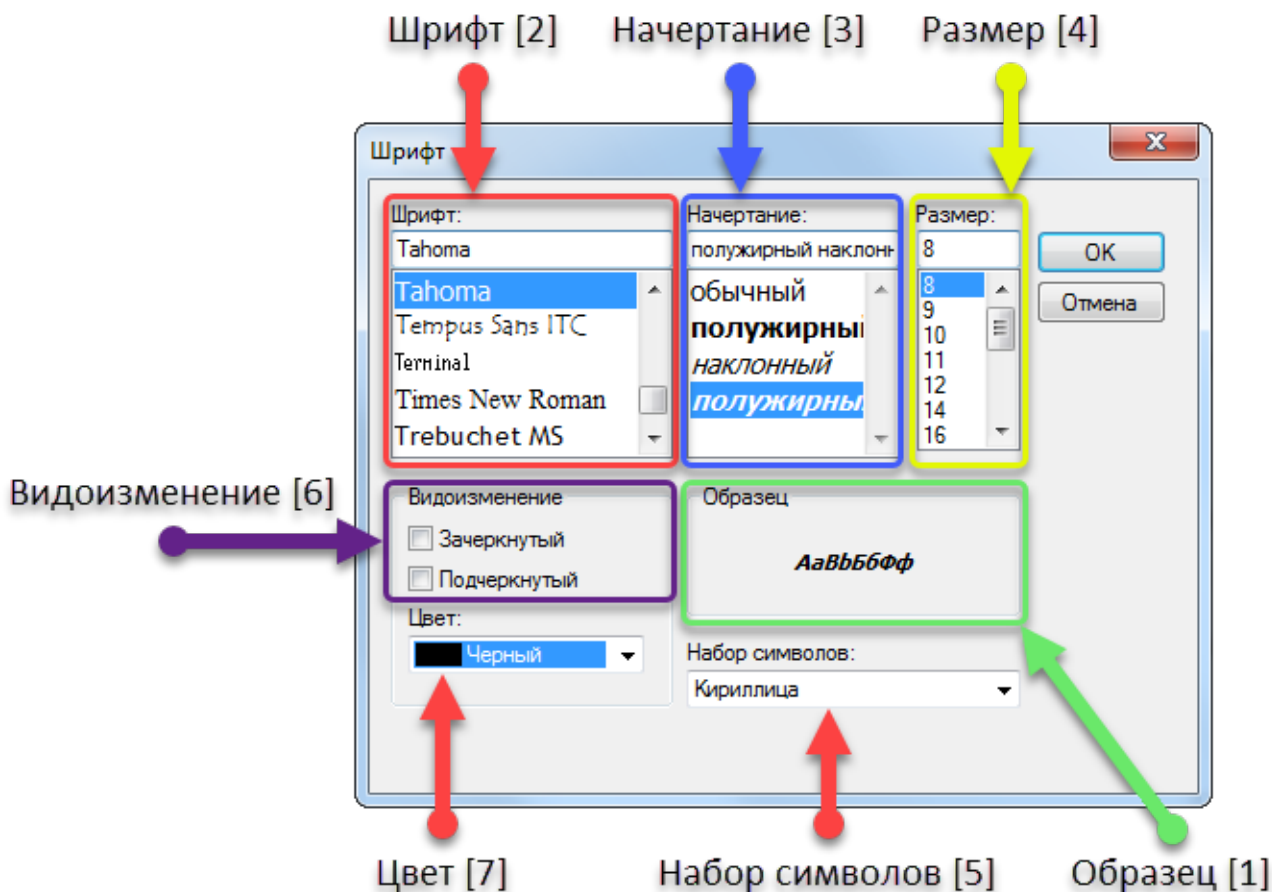 Шрифт [2]
Начертание [3]
Размер [4]
Шрифт
Шрифт:
Начертание:
Размер:
Tahoma
полужирный наклонн
8
OK
Отмена
Tahoma
Tempus Sans ITC
Terminal
Times New Roman
Trebuchet MS
обычный
полужирный
наклонный
полужирный
8
9
10
11
12
14
16
Видоизменение [6]
Видоизменение
Зачеркнутый
Подчеркнутый
Образец
АаBbБбФф
Цвет:
Черный
Набор символов:
Кириллица
Цвет [7]
Набор символов [5]
Образец [1]